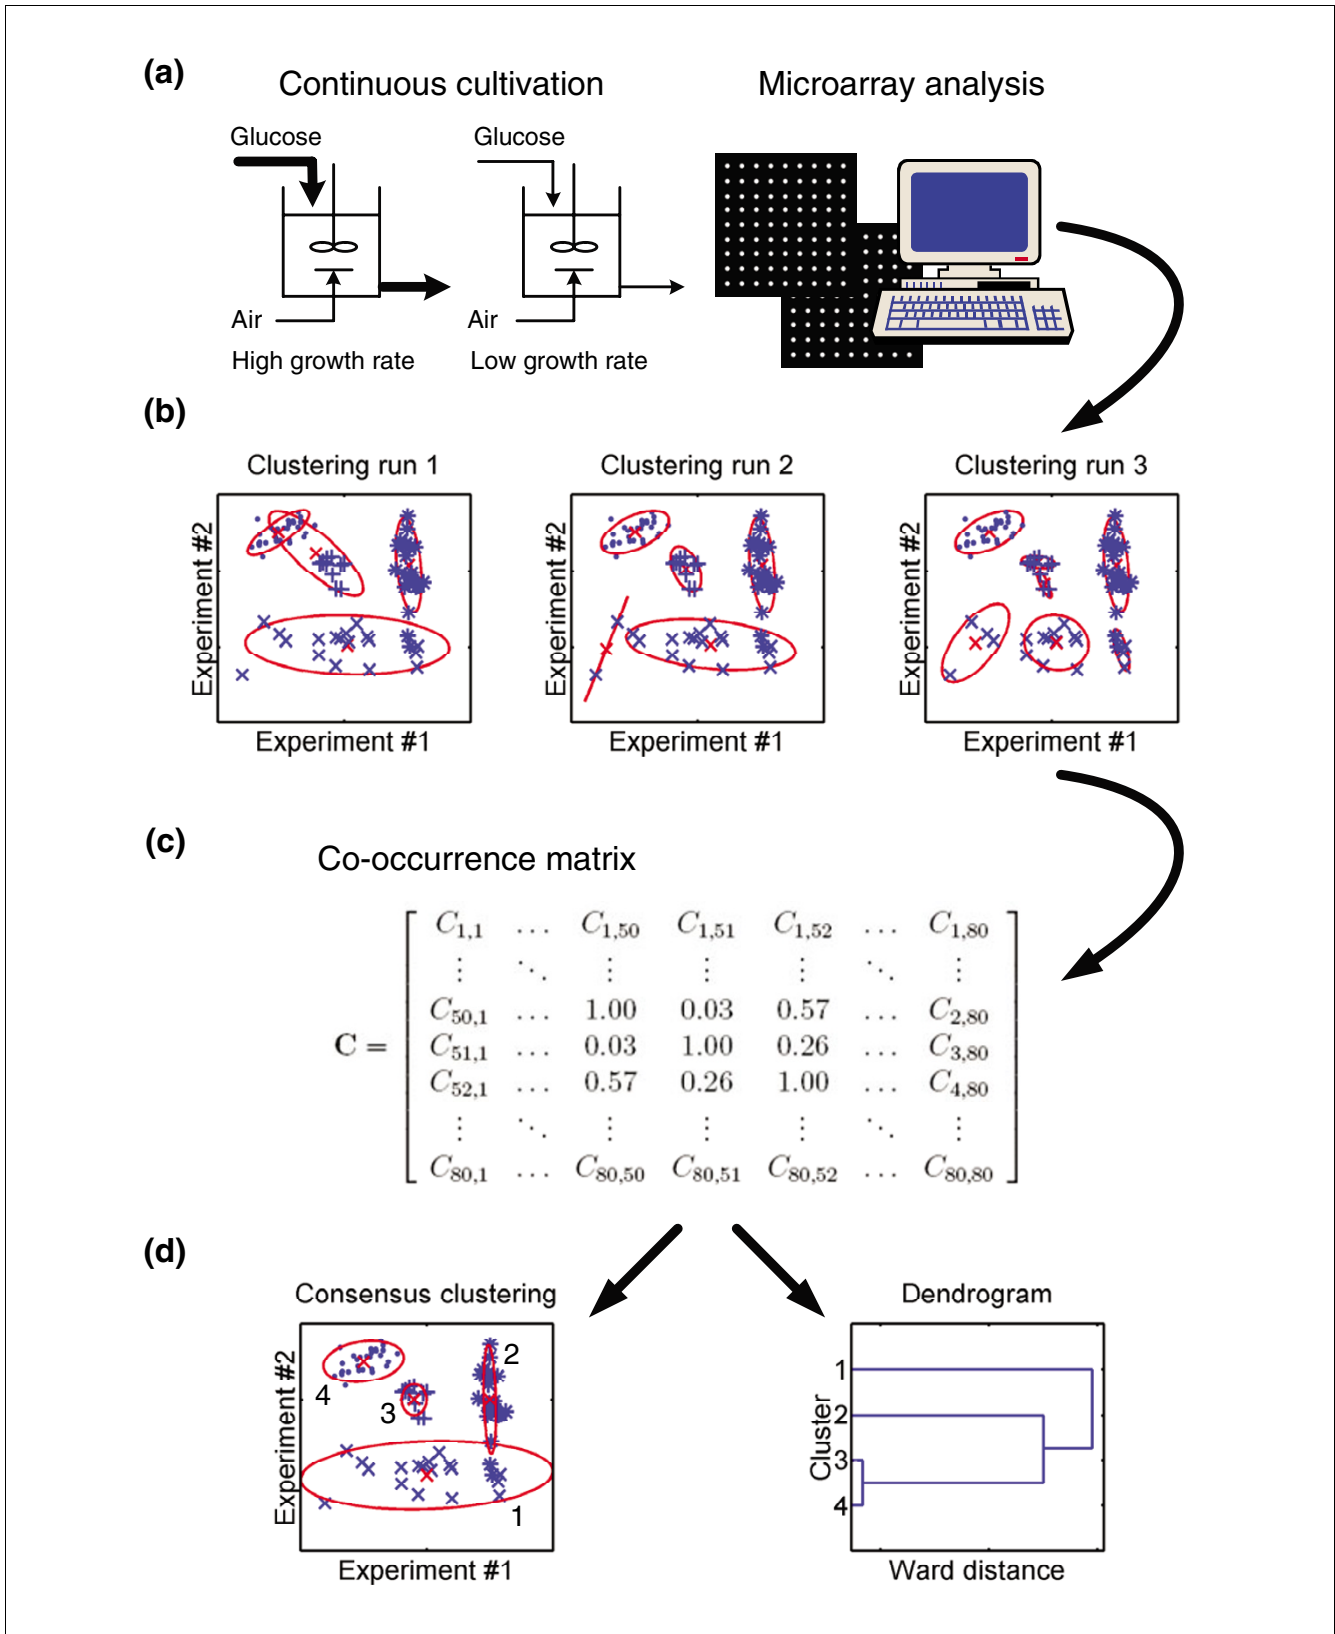 (a)
Continuous cultivation
Microarray analysis
Glucose
Glucose
Air
Air
High growth rate
Low growth rate
(b)
Clustering run 1
Clustering run 2
Clustering run 3
Experiment #2
Experiment #2
Experiment #2
Experiment #1
Experiment #1
Experiment #1
(c)
Co-occurrence matrix
C = 
C1,1 … C1,50 C1,51 C1,52 … C1,80
⋮ ⋱ ⋮ ⋮ ⋮ ⋱ ⋮
C50,1 … 1.00 0.03 0.57 … C2,80
C51,1 … 0.03 1.00 0.26 … C3,80
C52,1 … 0.57 0.26 1.00 … C4,80
⋮ ⋱ ⋮ ⋮ ⋮ ⋱ ⋮
C80,1 … C80,50 C80,51 C80,52 … C80,80
(d)
Consensus clustering
Dendrogram
Experiment #2
4
3
2
1
Experiment #1
Cluster
1
2
3
4
Ward distance